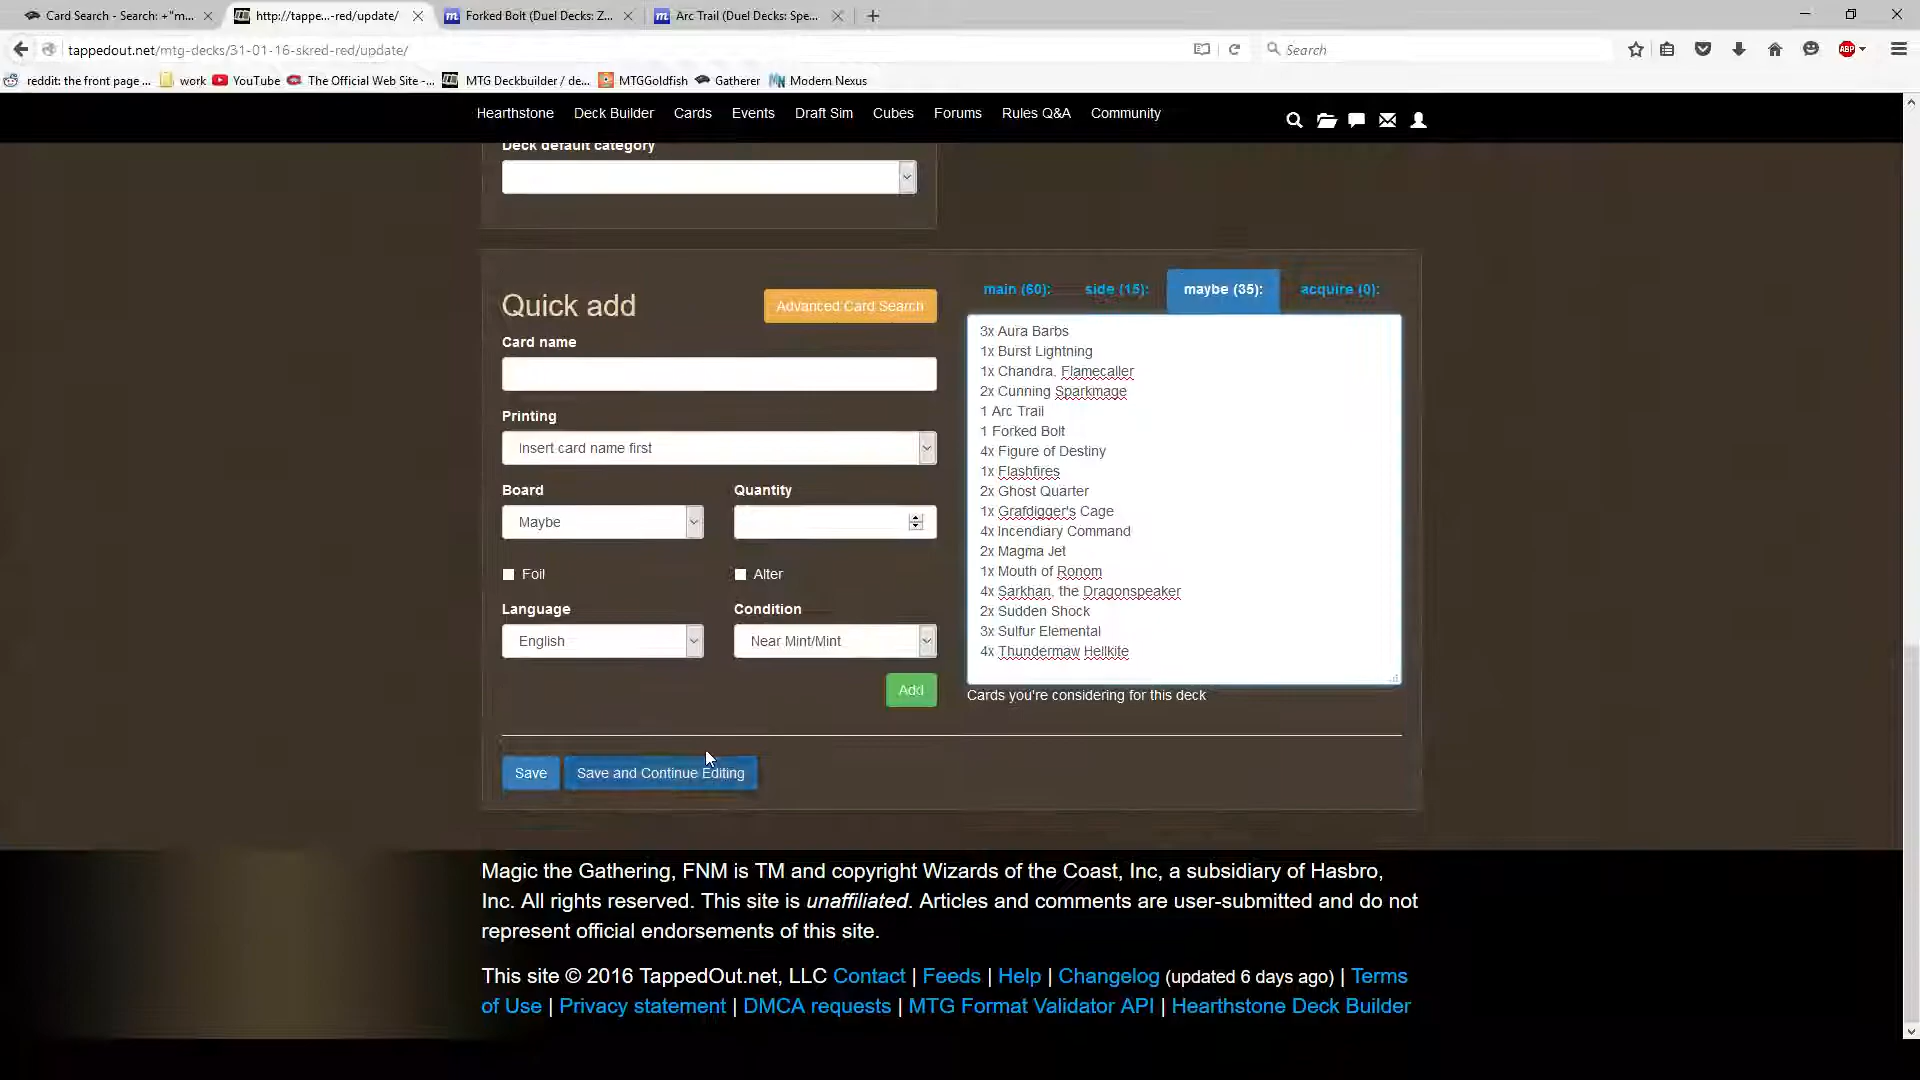 Card Search - Search: +"m...
http://tappe...-red/update/
Forked Bolt (Duel Decks: Z...
Arc Trail (Duel Decks: Spe...
tappedout.net/mtg-decks/31-01-16-skred-red/update/
Search
ABP
reddit: the front page ...
work
YouTube
The Official Web Site -...
MTG Deckbuilder / de...
MTGGoldfish
Gatherer
Modern Nexus
Hearthstone
Deck Builder
Cards
Events
Draft Sim
Cubes
Forums
Rules Q&A
Community
Deck default category
Quick add
Advanced Card Search
Card name
Printing
Insert card name first
Board
Quantity
Maybe
Foil
Alter
Language
Condition
English
Near Mint/Mint
Add
main (60):
side (15):
maybe (35):
acquire (0):
3x Aura Barbs
1x Burst Lightning
1x Chandra, Flamecaller
2x Cunning Sparkmage
1 Arc Trail
1 Forked Bolt
4x Figure of Destiny
1x Flashfires
2x Ghost Quarter
1x Grafdigger's Cage
4x Incendiary Command
2x Magma Jet
1x Mouth of Ronom
4x Sarkhan, the Dragonspeaker
2x Sudden Shock
3x Sulfur Elemental
4x Thundermaw Hellkite
Cards you're considering for this deck
Save
Save and Continue Editing
Magic the Gathering, FNM is TM and copyright Wizards of the Coast, Inc, a subsidiary of Hasbro,
Inc. All rights reserved. This site is unaffiliated. Articles and comments are user-submitted and do not
represent official endorsements of this site.
This site © 2016 TappedOut.net, LLC Contact | Feeds | Help | Changelog (updated 6 days ago) | Terms
of Use | Privacy statement | DMCA requests | MTG Format Validator API | Hearthstone Deck Builder